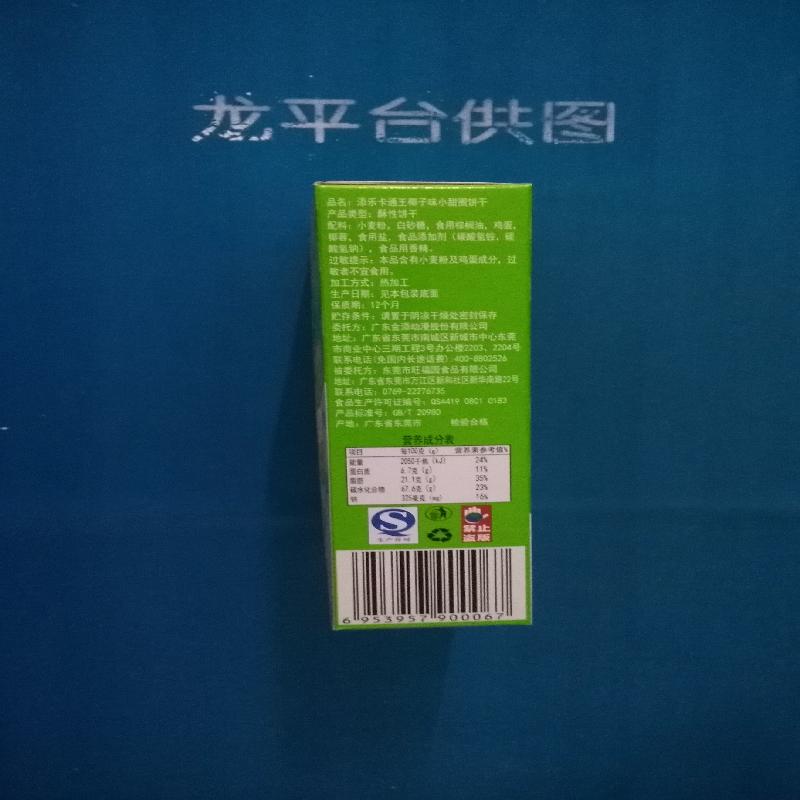 龙平台供图
品名：添乐卡通王椰子味小甜圈饼干
产品类型：酥性饼干
配料：小麦粉，白砂糖，食用棕榈油，鸡蛋，
椰蓉，食用盐，食品添加剂（碳酸氢铵，碳
酸氢钠），食品用香精。
过敏提示：本品含有小麦粉及鸡蛋成分，过
敏者不宜食用。
加工方式：热加工
生产日期：见本包装底面
保质期：12个月
贮存条件：请置于阴凉干燥处密封保存
委托方：广东金添动漫股份有限公司
地址：广东省东莞市南城区新城市中心东莞
市商业中心三期工程3号办公楼2203、2204号
联系电话(免国内长途话费)：400-8802526
被委托方：东莞市旺福园食品有限公司
地址：广东省东莞市万江区新和社区新华南路22号
联系电话：0769-22276735
食品生产许可证编号：QSA419 0801 0183
产品标准号：GB/T 20980
产地：广东省东莞市 检验合格
营养成分表
项目 每100克（g） 营养素参考值%
能量 2050千焦（kJ） 24%
蛋白质 6.7克（g） 11%
脂肪 21.1克（g） 35%
碳水化合物 67.6克（g） 23%
钠 325毫克（mg） 16%
生产许可
禁止
盗版
6 953957 900067